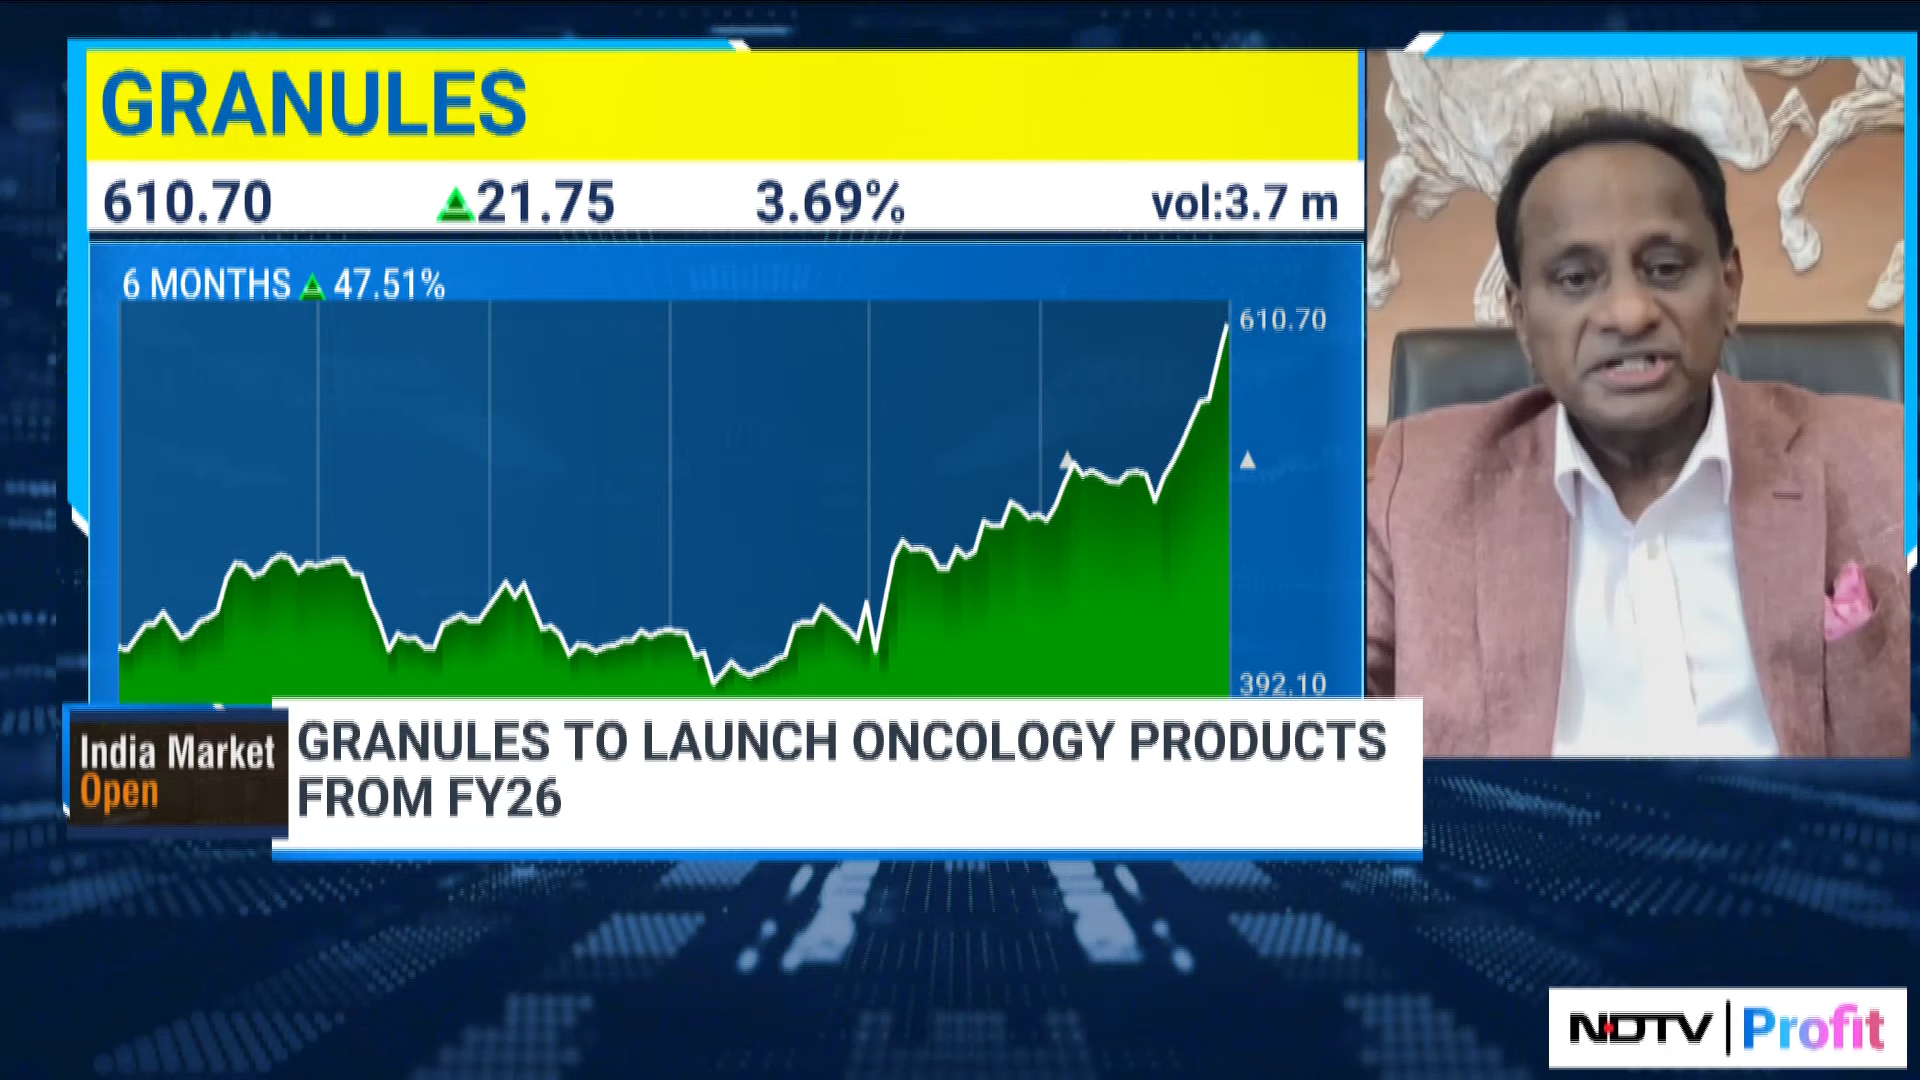 GRANULES
610.70 ▲21.75 3.69% vol:3.7 m
6 MONTHS ▲ 47.51%
610.70
392.10
India Market
Open
GRANULES TO LAUNCH ONCOLOGY PRODUCTS
FROM FY26
NDTV | Profit